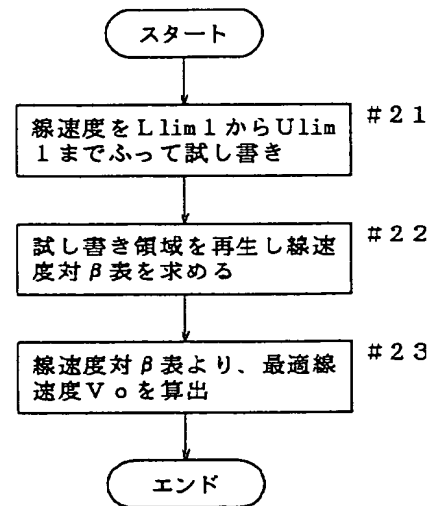 スタート
線速度をLlim1からUlim
1までふって試し書き
#21
試し書き領域を再生し線速
度対β表を求める
#22
線速度対β表より、最適線
速度Voを算出
#23
エンド